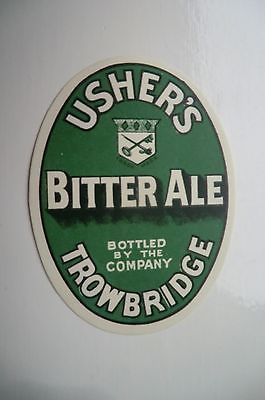 USHER'S
BITTER ALE
BOTTLED
BY THE
COMPANY
TROWBRIDGE